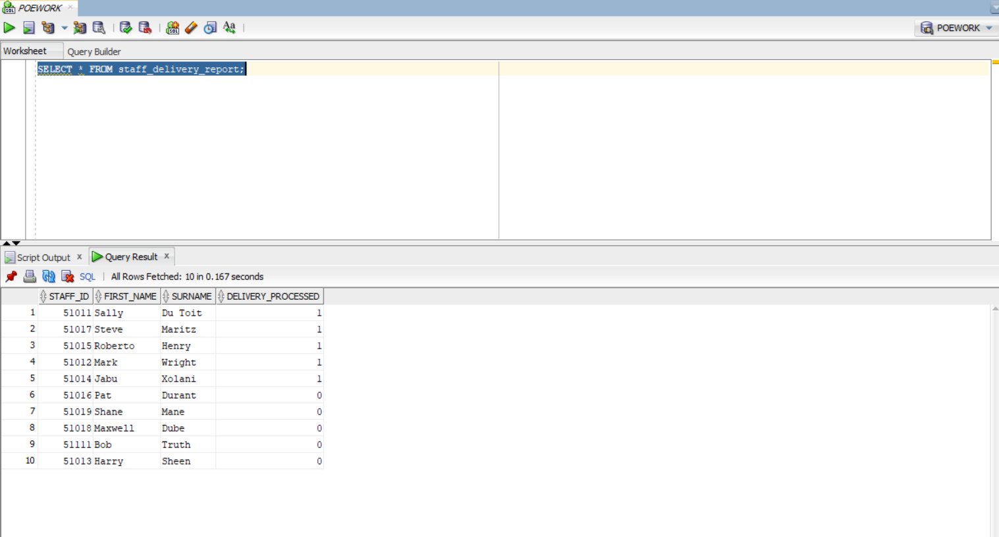 POEWORK
POEWORK
Worksheet Query Builder
SELECT * FROM staff_delivery_report;
Script Output x Query Result x
SQL | All Rows Fetched: 10 in 0.167 seconds
STAFF_ID FIRST_NAME SURNAME DELIVERY_PROCESSED
1 51011 Sally Du Toit 1
2 51017 Steve Maritz 1
3 51015 Roberto Henry 1
4 51012 Mark Wright 1
5 51014 Jabu Xolani 1
6 51016 Pat Durant 0
7 51019 Shane Mane 0
8 51018 Maxwell Dube 0
9 51111 Bob Truth 0
10 51013 Harry Sheen 0